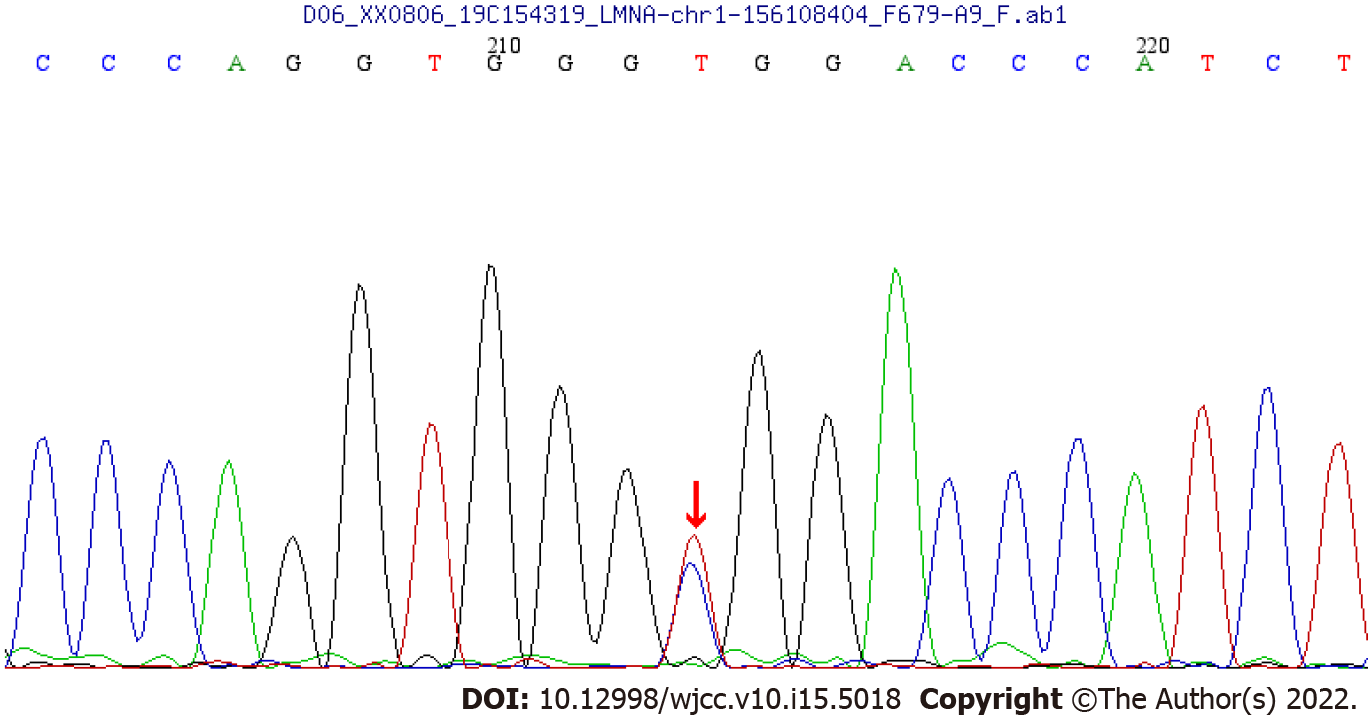 D06_XX0806_19C154319_LMNA-chr1-156108404_F679-A9_F.ab1
210 220
C C C A G G T G G G T G G A C C C A T C T
DOI: 10.12998/wjcc.v10.i15.5018 Copyright ©The Author(s) 2022.